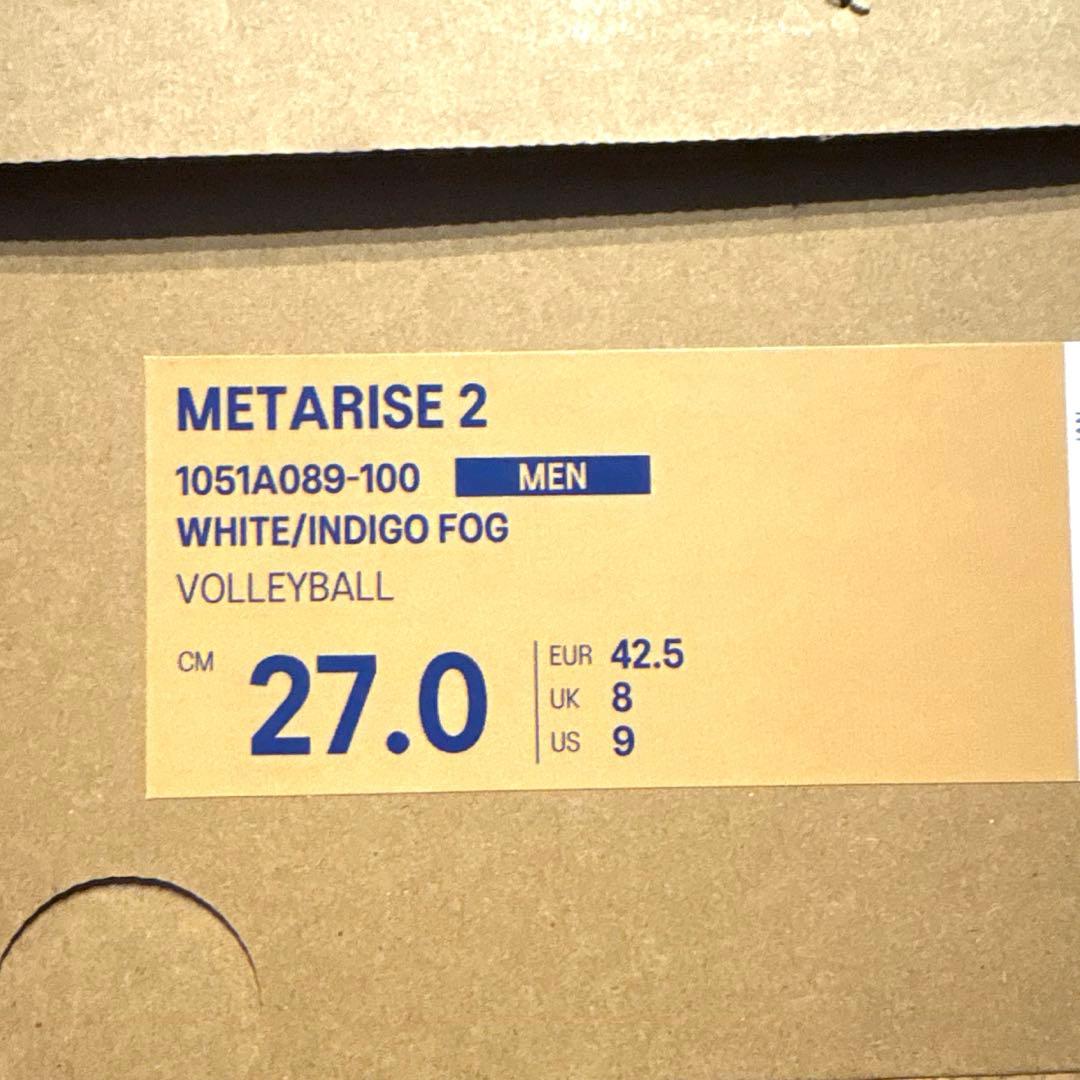 METARISE 2
1051A089-100 MEN
WHITE/INDIGO FOG
VOLLEYBALL
CM 27.0
EUR 42.5
UK 8
US 9